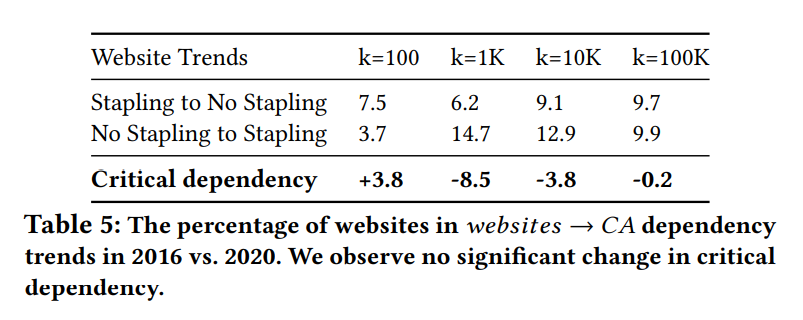 Website Trends k=100 k=1K k=10K k=100K
Stapling to No Stapling 7.5 6.2 9.1 9.7
No Stapling to Stapling 3.7 14.7 12.9 9.9
Critical dependency +3.8 -8.5 -3.8 -0.2
Table 5: The percentage of websites in websites → CA dependency
trends in 2016 vs. 2020. We observe no significant change in critical
dependency.